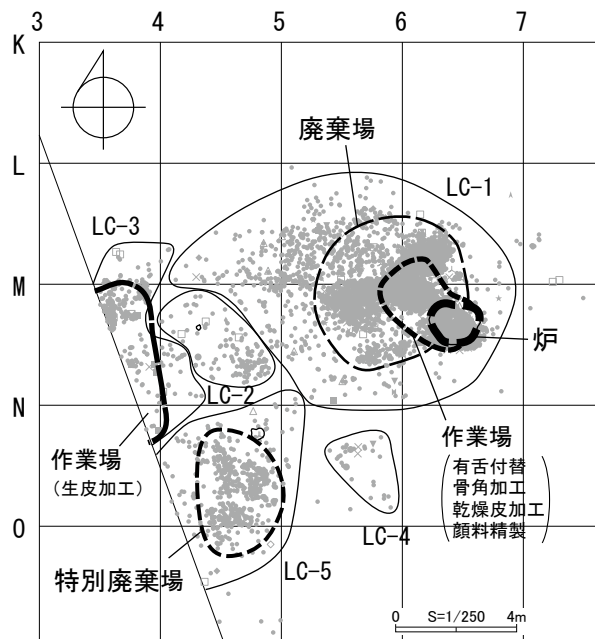 3 4 5 6 7
K
廃棄場
L
LC-1
LC-3
M
炉
LC-2
N
作業場
（生皮加工）
作業場
（有舌付替
骨角加工
乾燥皮加工
顔料精製）
O
LC-4
特別廃棄場
LC-5
0 S=1/250 4m